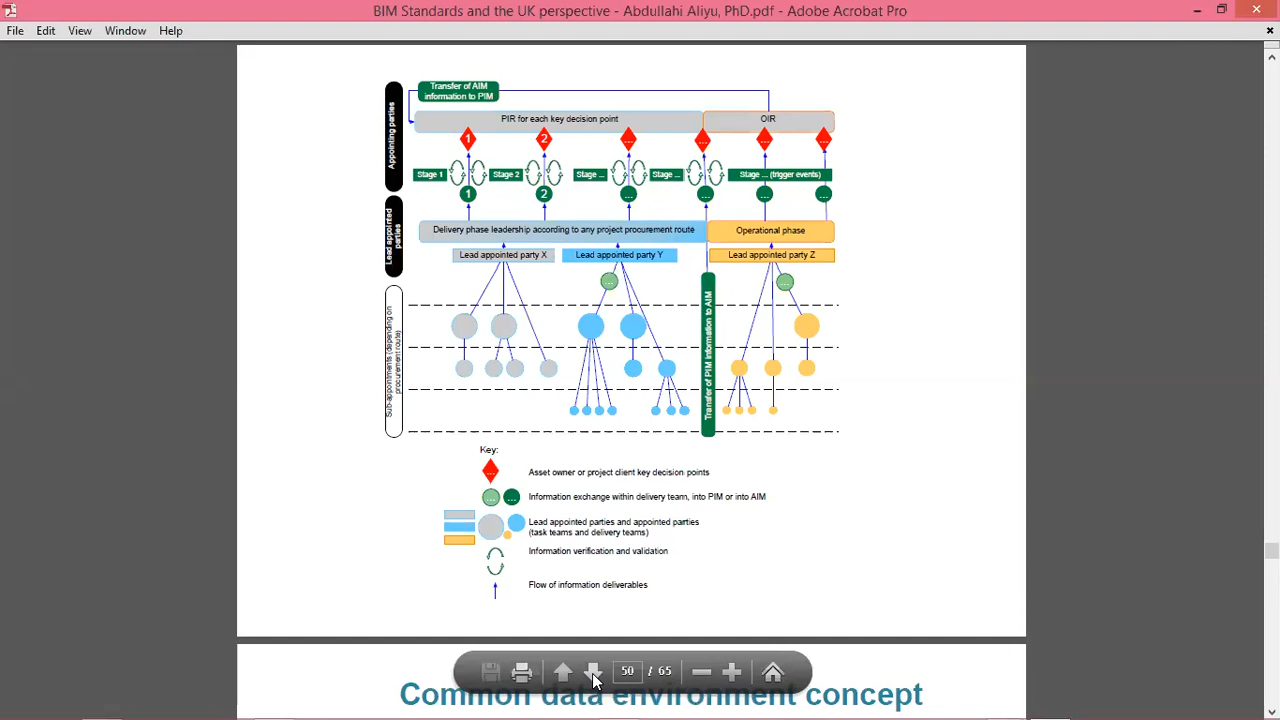 BIM Standards and the UK perspective - Abdullahi Aliyu, PhD.pdf - Adobe Acrobat Pro
File Edit View Window Help
Transfer of AIM
information to PIM
PIR for each key decision point
OIR
Appointing parties
1
2
...
...
...
...
Stage 1
Stage 2
Stage ...
Stage ...
Stage ... (trigger events)
1
2
...
...
...
...
Lead appointed
parties
Delivery phase leadership according to any project procurement route
Operational phase
Lead appointed party X
Lead appointed party Y
Lead appointed party Z
...
...
Sub-appointments (depending on
procurement route)
Transfer of PIM information to AIM
Key:
...
Asset owner or project client key decision points
... ...
Information exchange within delivery team, into PIM or into AIM
Lead appointed parties and appointed parties
(task teams and delivery teams)
Information verification and validation
Flow of information deliverables
50 / 65
Common data environment concept